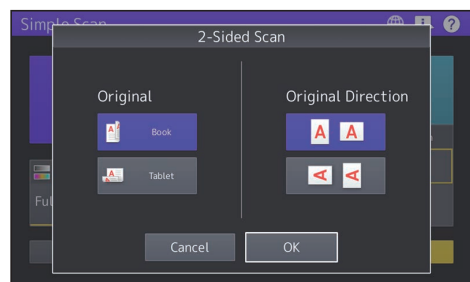 Simple Scan
2-Sided Scan
Original
Original Direction
Book
A A
Tablet
A A
Ful
Cancel
OK